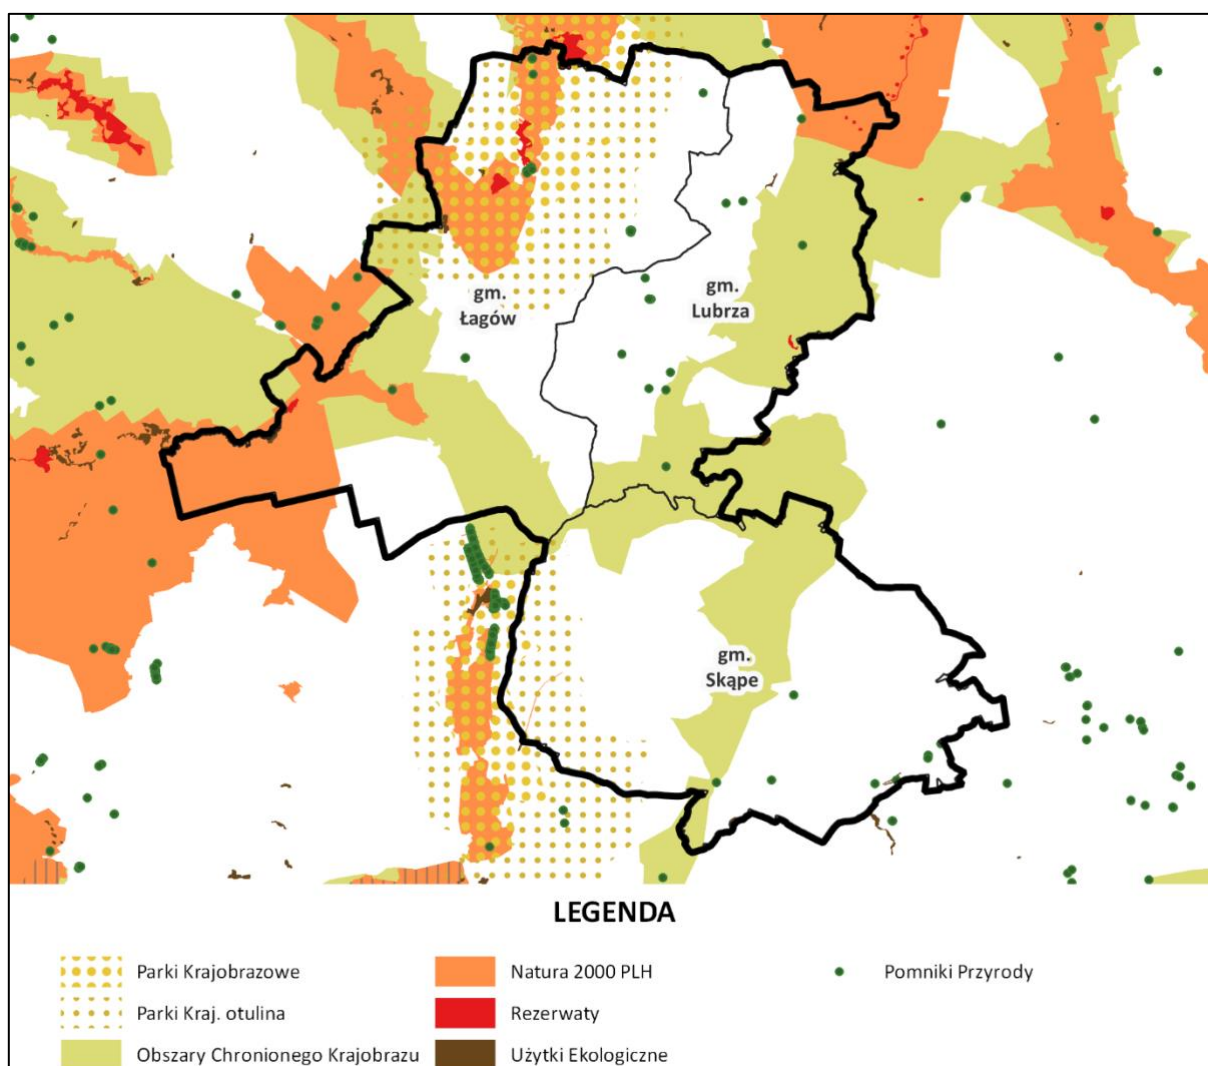 gm.
Łagów
gm.
Lubrza
gm.
Skąpe
LEGENDA
Parki Krajobrazowe
Natura 2000 PLH
Pomniki Przyrody
Parki Kraj. otulina
Rezerwaty
Obszary Chronionego Krajobrazu
Użytki Ekologiczne